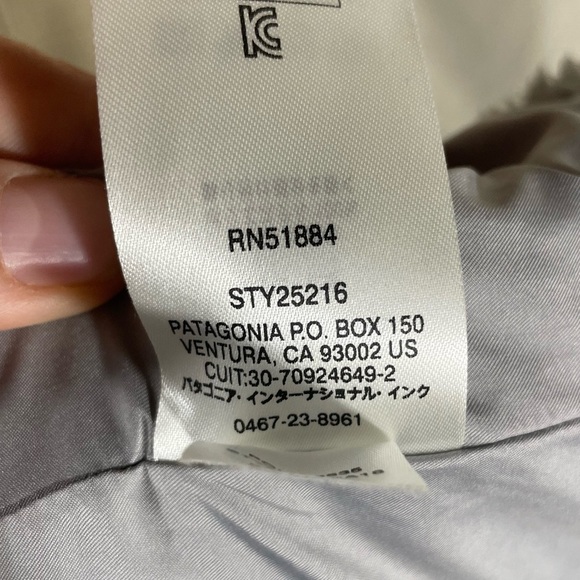 RN51884
STY25216
PATAGONIA P.O. BOX 150
VENTURA, CA 93002 US
CUIT:30-70924649-2
パタゴニア・インターナショナル・インク
0467-23-8961